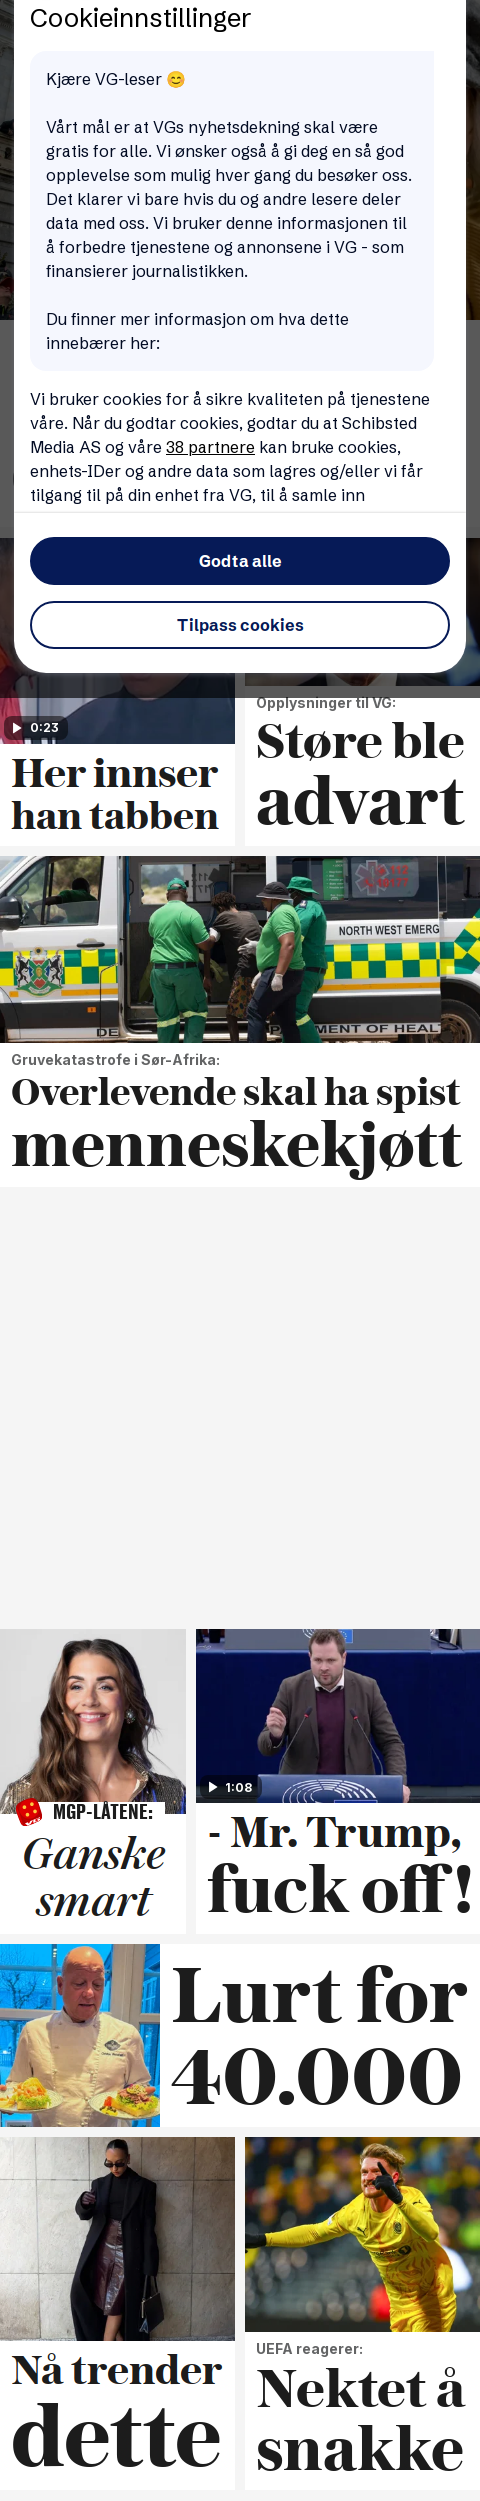 Cookieinnstillinger
Kjære VG-leser 😊
Vårt mål er at VGs nyhetsdekning skal være
gratis for alle. Vi ønsker også å gi deg en så god
opplevelse som mulig hver gang du besøker oss.
Det klarer vi bare hvis du og andre lesere deler
data med oss. Vi bruker denne informasjonen til
å forbedre tjenestene og annonsene i VG - som
finansierer journalistikken.
Du finner mer informasjon om hva dette
innebærer her:
Vi bruker cookies for å sikre kvaliteten på tjenestene
våre. Når du godtar cookies, godtar du at Schibsted
Media AS og våre 38 partnere kan bruke cookies,
enhets-IDer og andre data som lagres og/eller vi får
tilgang til på din enhet fra VG, til å samle inn
Godta alle
Tilpass cookies
0:23
Her innser
han tabben
Opplysninger til VG:
Støre ble
advart
NORTH WEST EMERG
DE
PARTMENT OF HEALT
Gruvekatastrofe i Sør-Afrika:
Overlevende skal ha spist
menneskekjøtt
MGP-LÅTENE:
Ganske
smart
1:08
- Mr. Trump,
fuck off!
Lurt for
40.000
Nå trender
dette
UEFA reagerer:
Nektet å
snakke